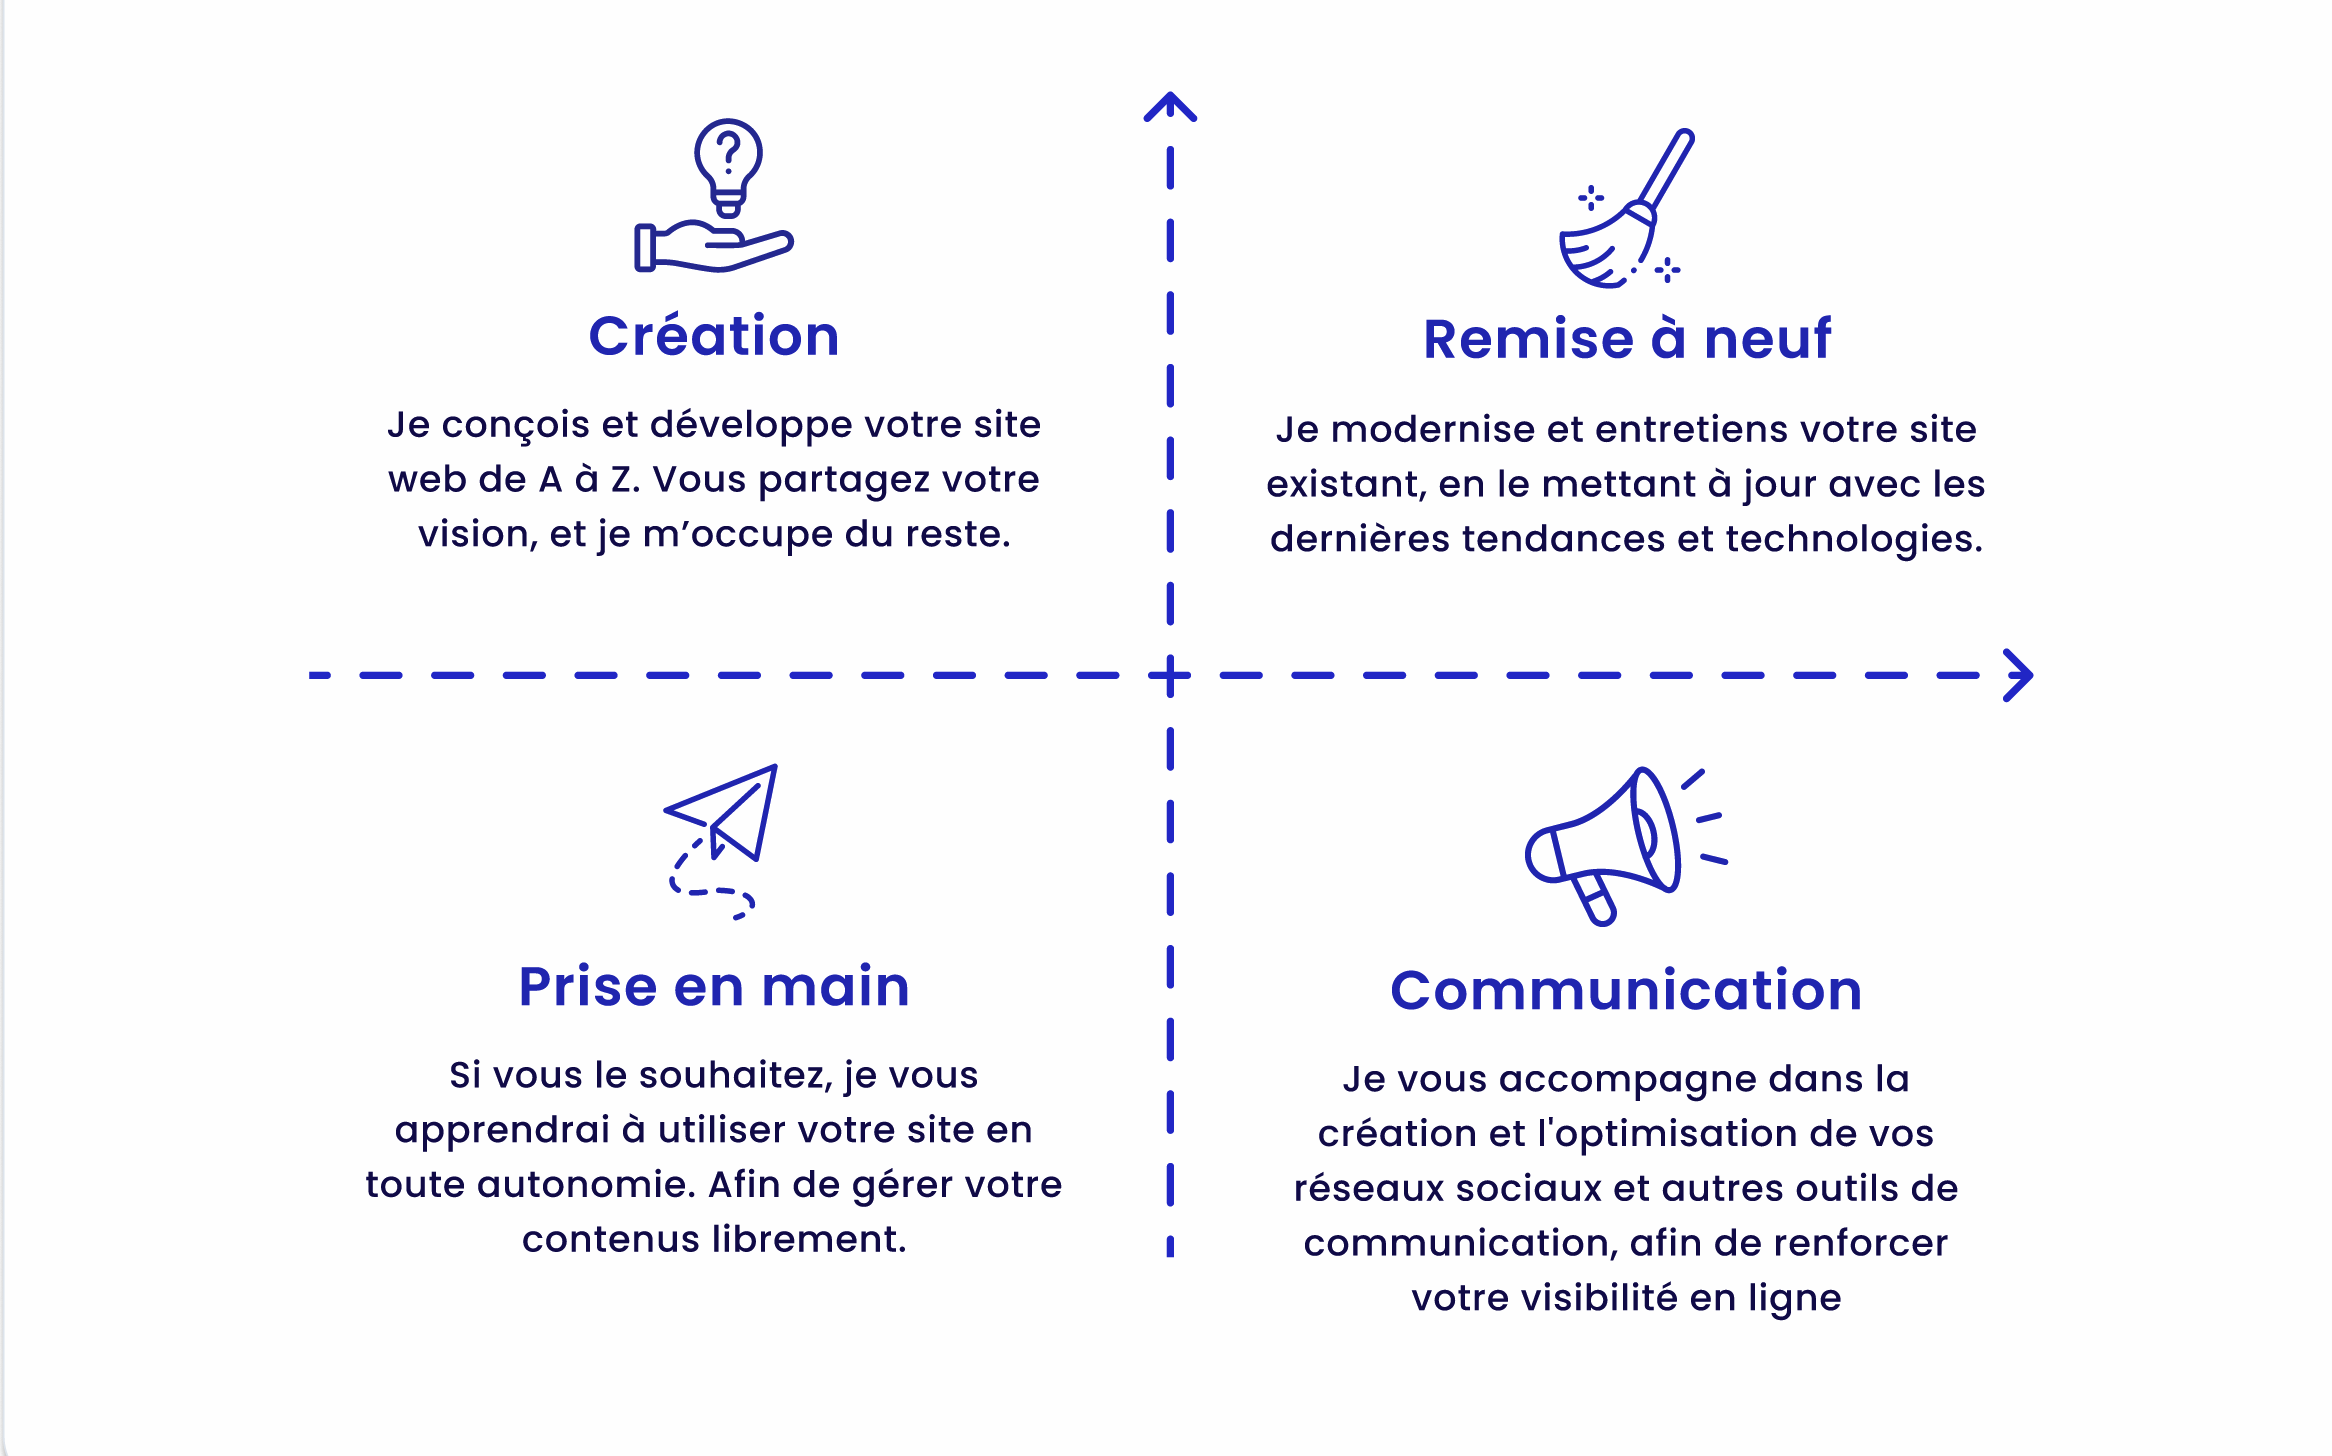 ?
Création
Je conçois et développe votre site
web de A à Z. Vous partagez votre
vision, et je m’occupe du reste.
Remise à neuf
Je modernise et entretiens votre site
existant, en le mettant à jour avec les
dernières tendances et technologies.
Prise en main
Si vous le souhaitez, je vous
apprendrai à utiliser votre site en
toute autonomie. Afin de gérer votre
contenus librement.
Communication
Je vous accompagne dans la
création et l'optimisation de vos
réseaux sociaux et autres outils de
communication, afin de renforcer
votre visibilité en ligne